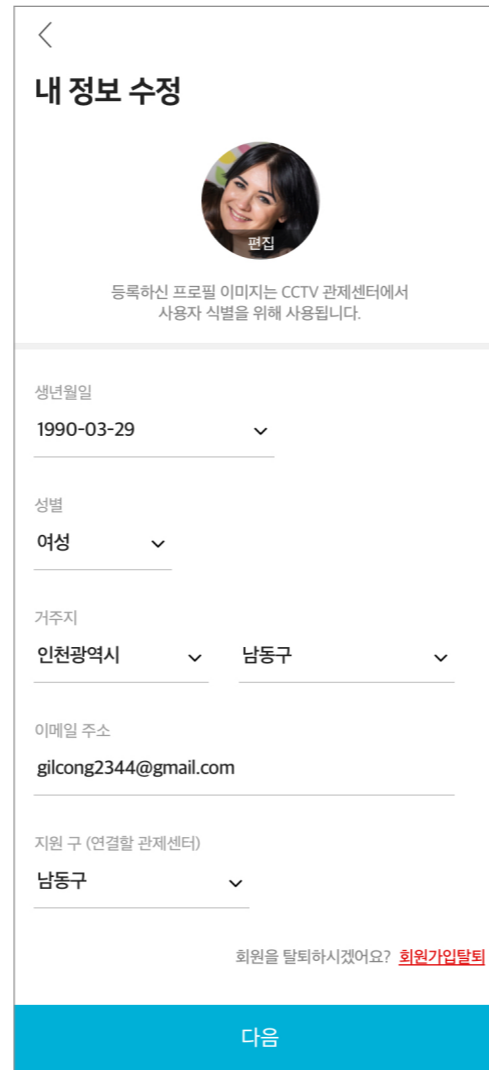 내 정보 수정
편집
등록하신 프로필 이미지는 CCTV 관제센터에서
사용자 식별을 위해 사용됩니다.
생년월일
1990-03-29
성별
여성
거주지
인천광역시 남동구
이메일 주소
gilcong2344@gmail.com
지원 구 (연결할 관제센터)
남동구
회원을 탈퇴하시겠어요? 회원가입탈퇴
다음